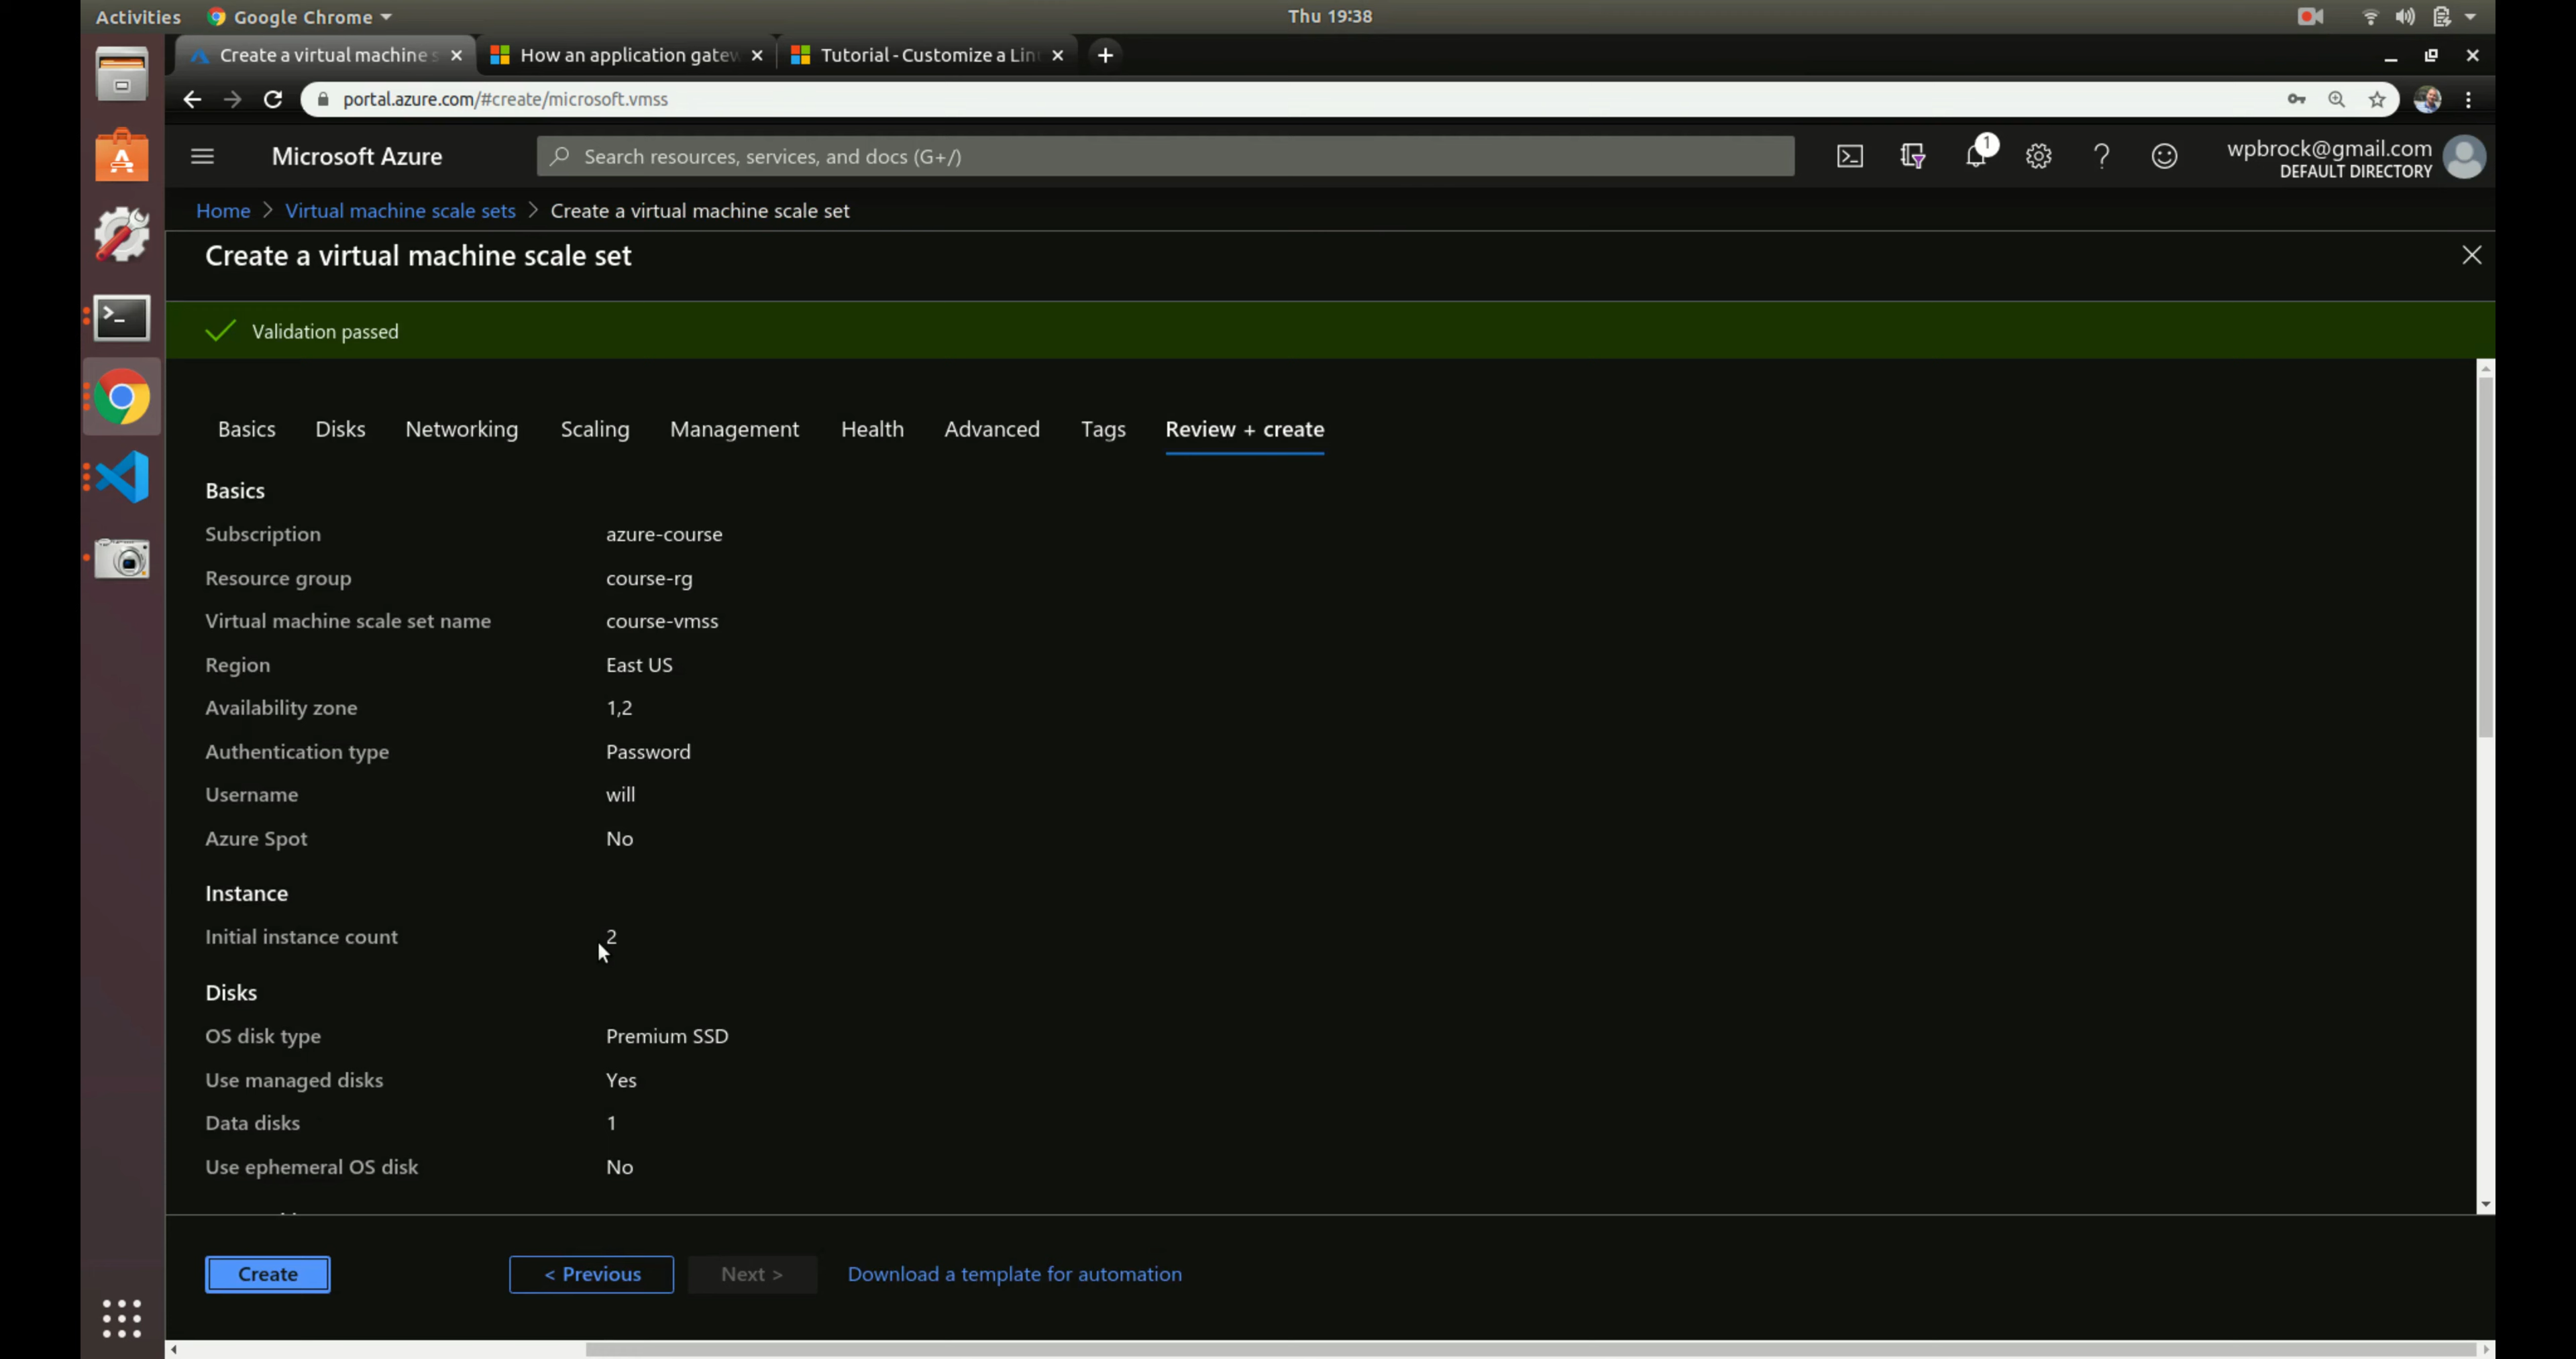 Activities Google Chrome Thu 19:38
Create a virtual machine s How an application gatew Tutorial - Customize a Lin
portal.azure.com/#create/microsoft.vmss
Microsoft Azure Search resources, services, and docs (G+/) 1 wpbrock@gmail.com
DEFAULT DIRECTORY
Home > Virtual machine scale sets > Create a virtual machine scale set
Create a virtual machine scale set
Validation passed
Basics Disks Networking Scaling Management Health Advanced Tags Review + create
Basics
Subscription azure-course
Resource group course-rg
Virtual machine scale set name course-vmss
Region East US
Availability zone 1,2
Authentication type Password
Username will
Azure Spot No
Instance
Initial instance count 2
Disks
OS disk type Premium SSD
Use managed disks Yes
Data disks 1
Use ephemeral OS disk No
Create < Previous Next > Download a template for automation